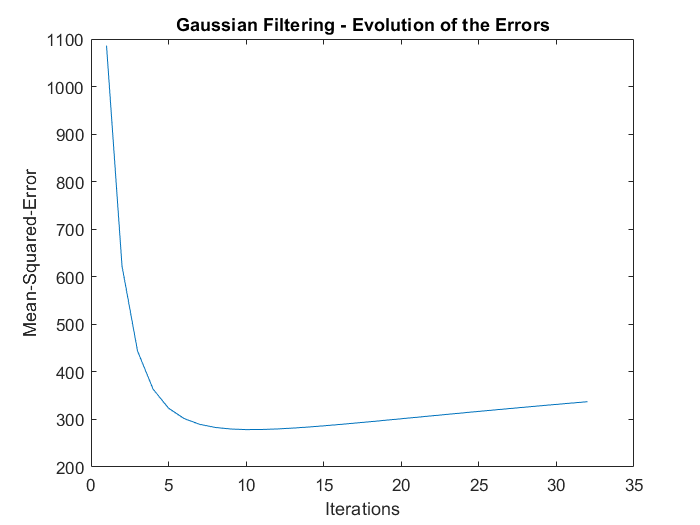 Gaussian Filtering - Evolution of the Errors
1100
1000
900
800
700
600
500
400
300
200
Mean-Squared-Error
0 5 10 15 20 25 30 35
Iterations